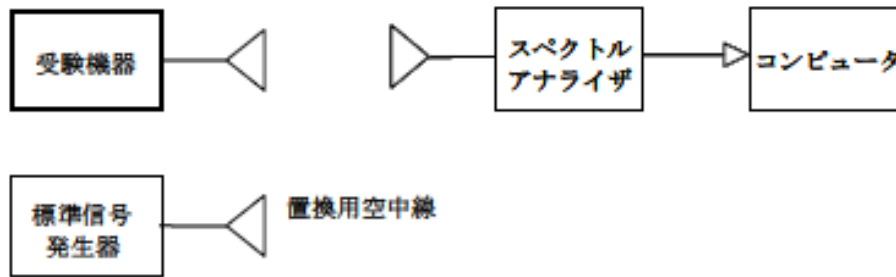 受験機器
スペクトル
アナライザ
コンピュータ
標準信号
発生器
置換用空中線